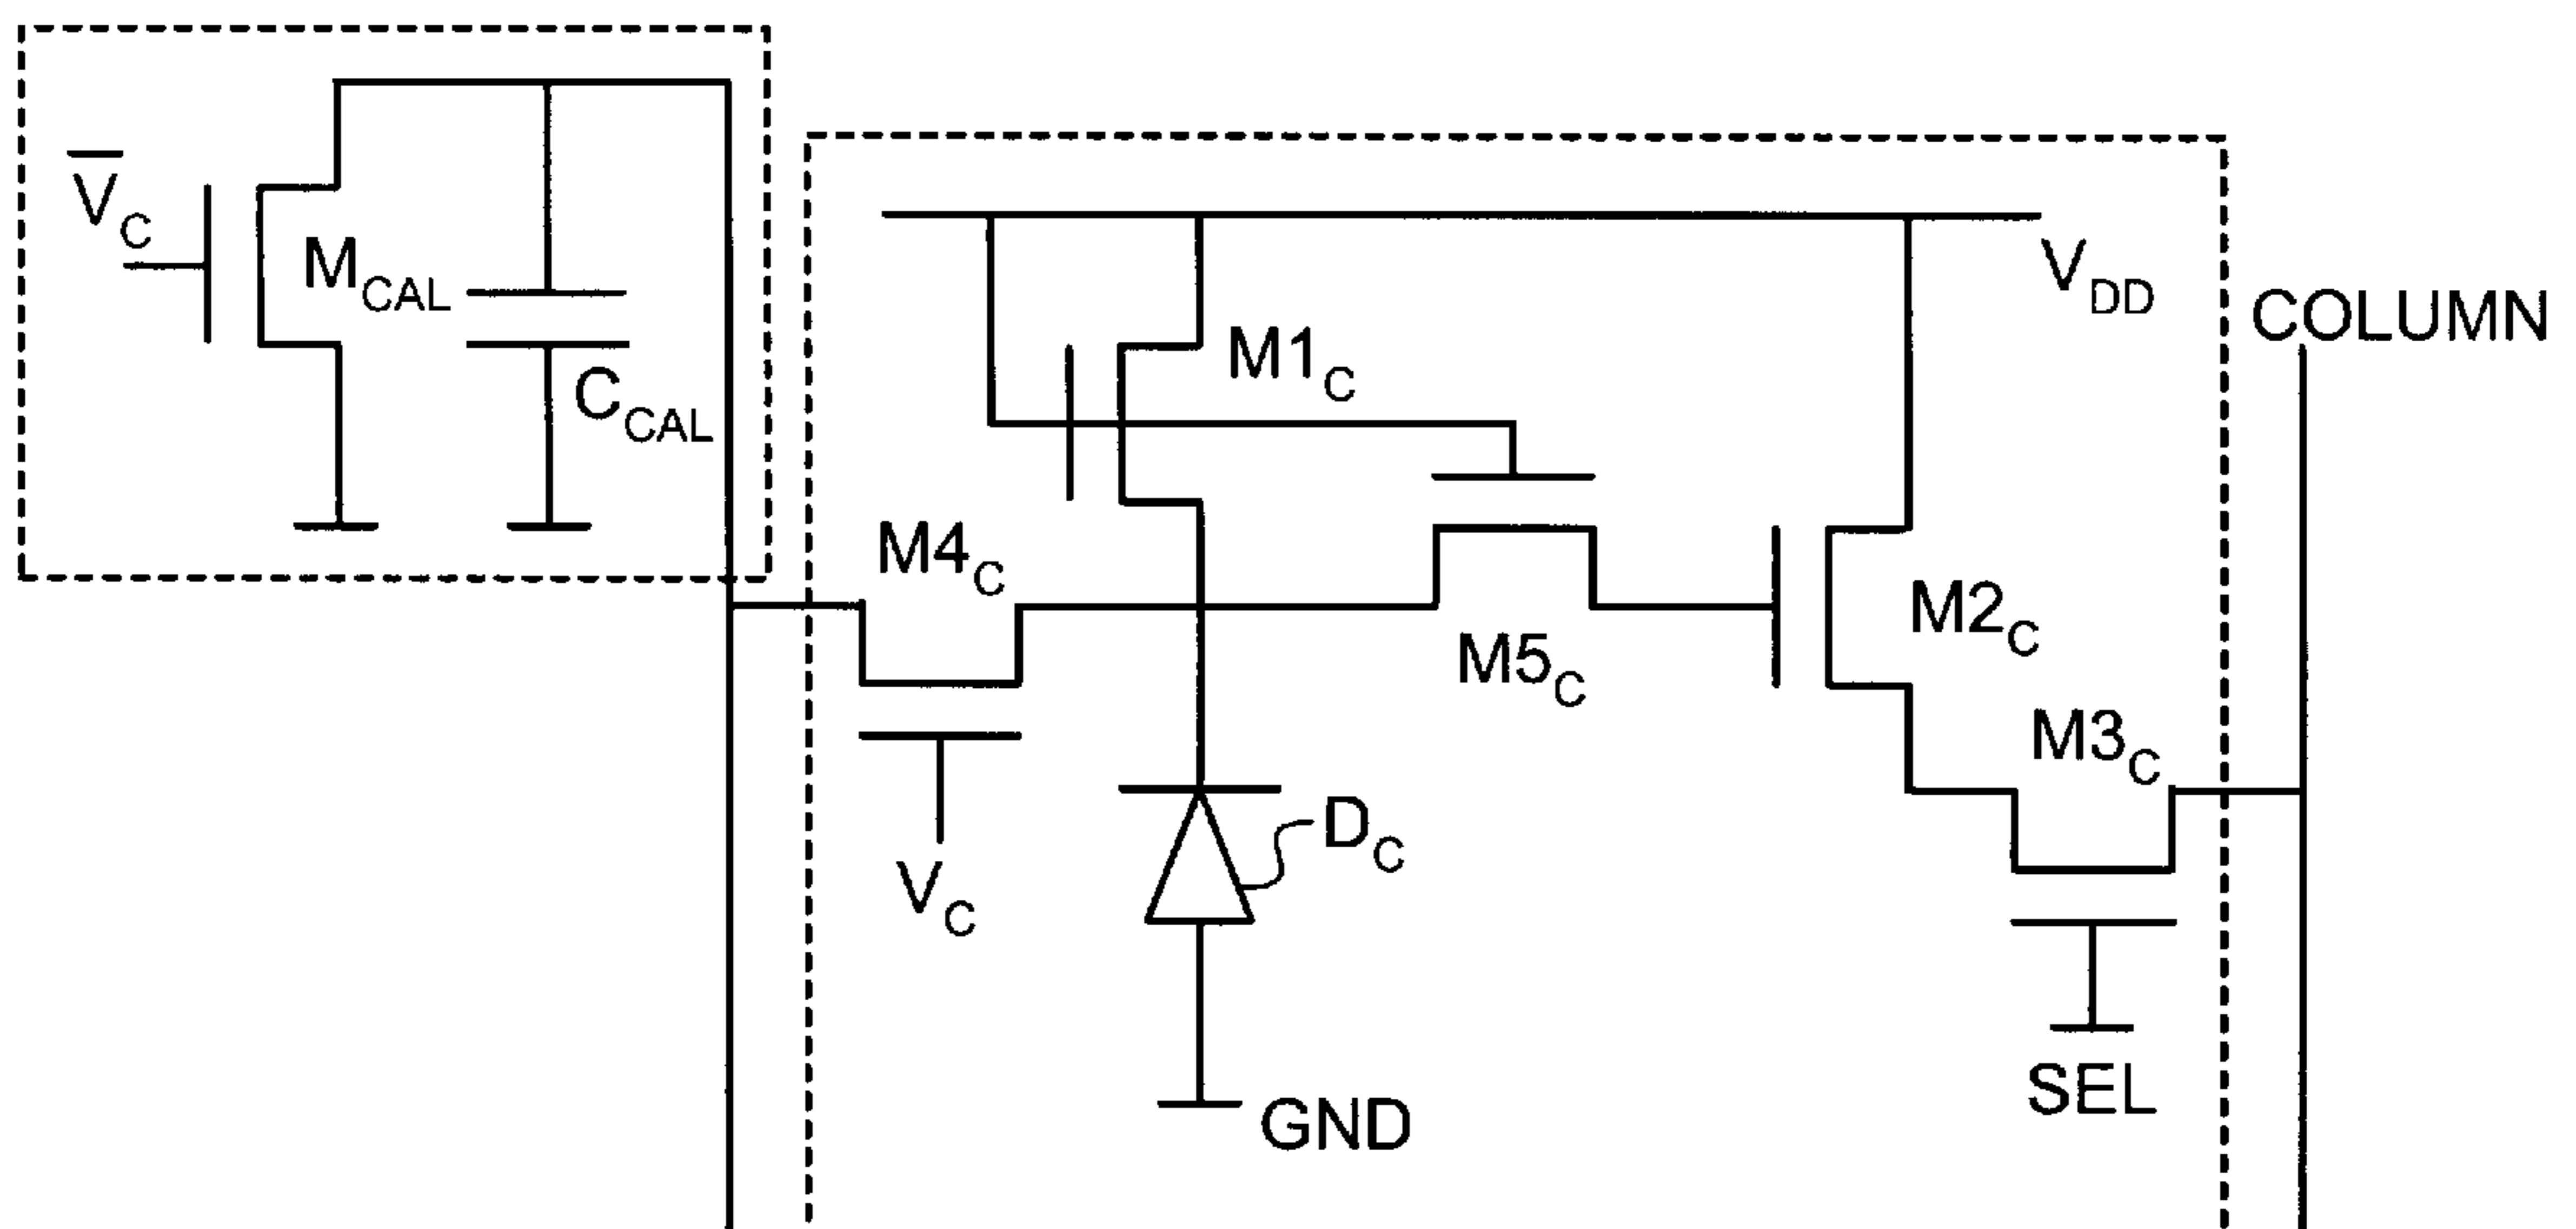 V̅C
MCAL
CCAL
VDD
COLUMN
M1C
M4C
M5C
M2C
M3C
VC
DC
SEL
GND